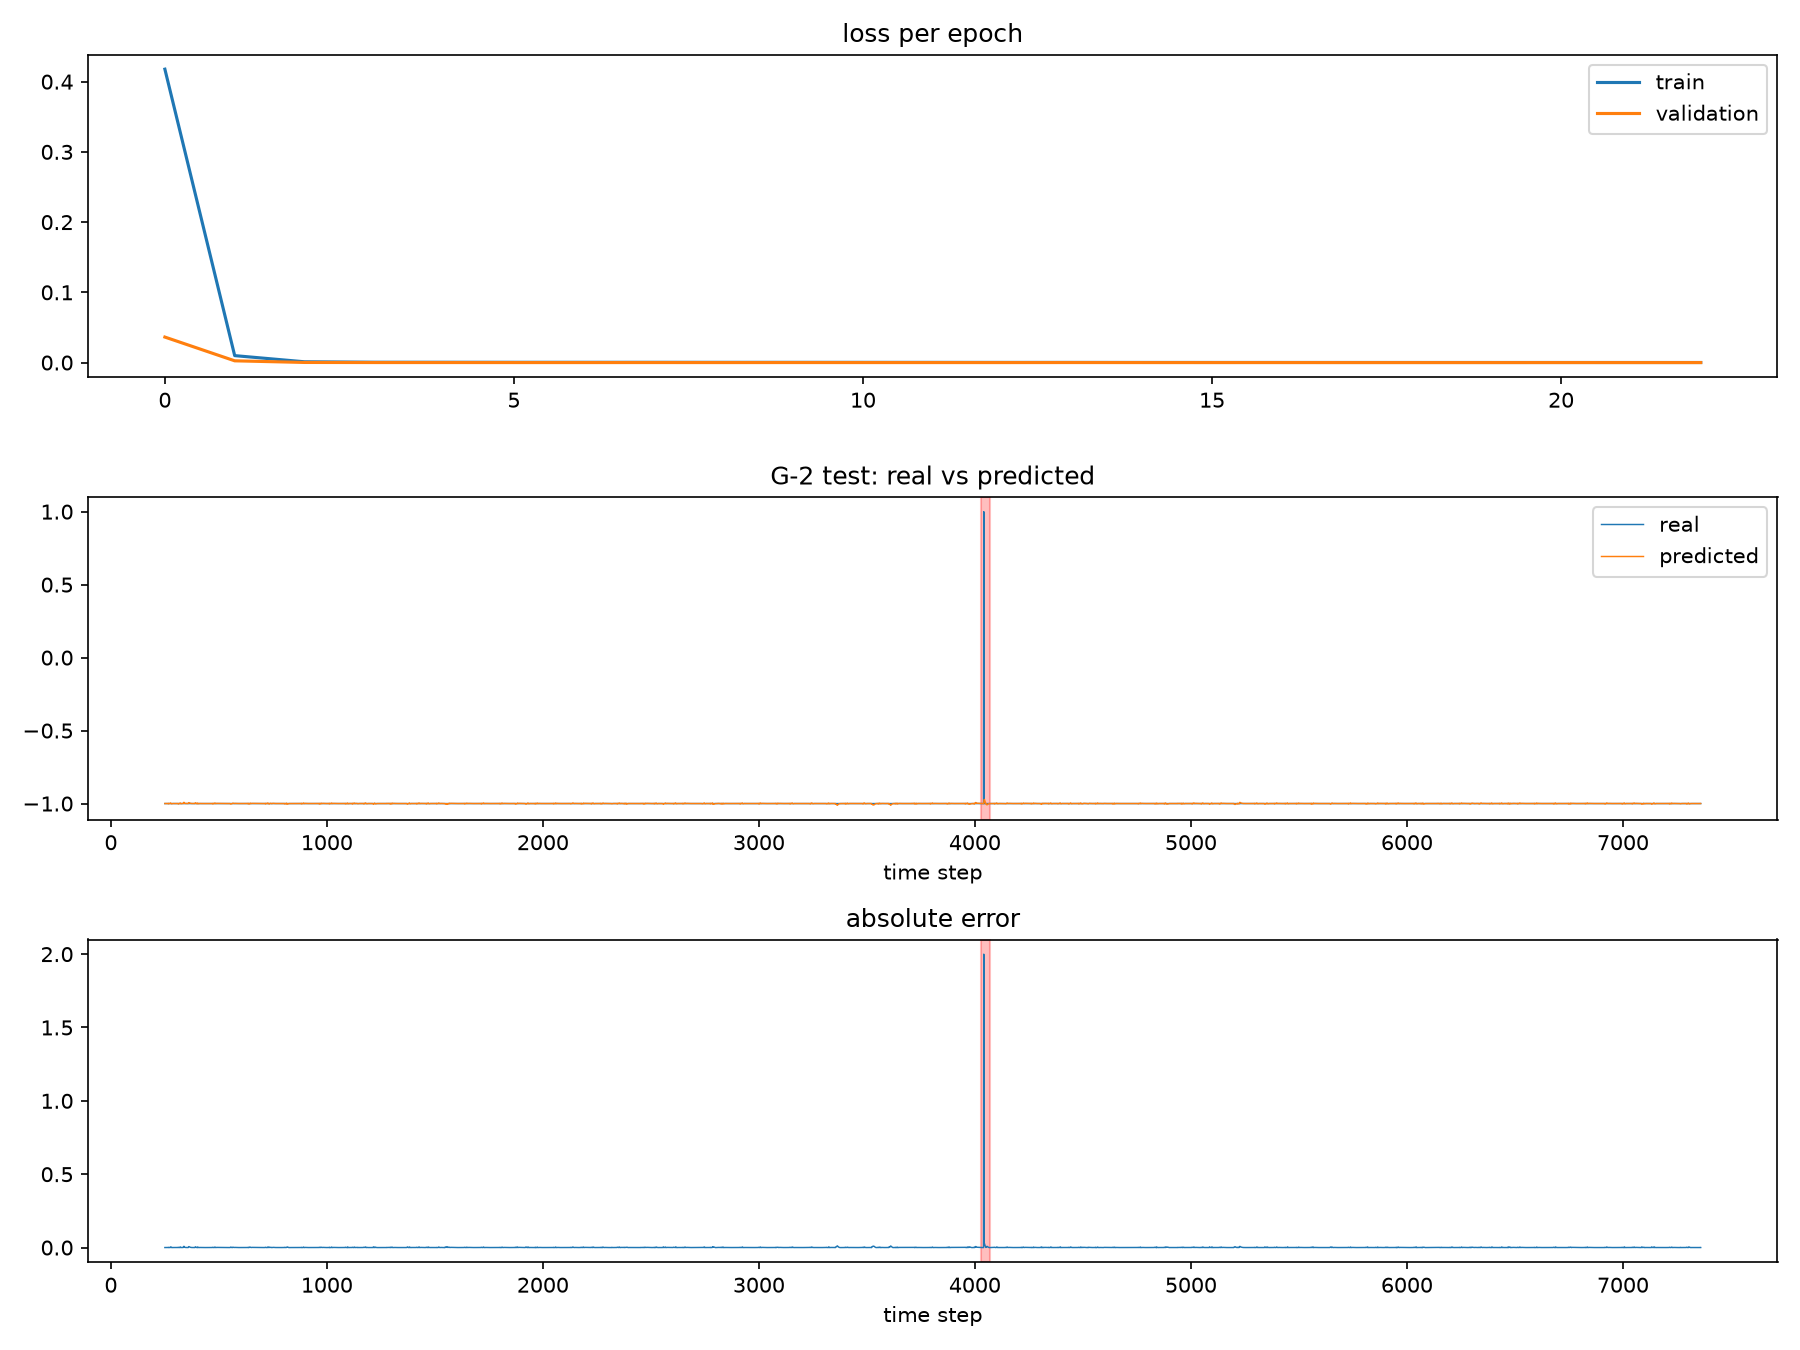 loss per epoch
0.4
0.3
0.2
0.1
0.0
train
validation
0 5 10 15 20
G-2 test: real vs predicted
1.0
0.5
0.0
−0.5
−1.0
real
predicted
0 1000 2000 3000 4000 5000 6000 7000
time step
absolute error
2.0
1.5
1.0
0.5
0.0
0 1000 2000 3000 4000 5000 6000 7000
time step